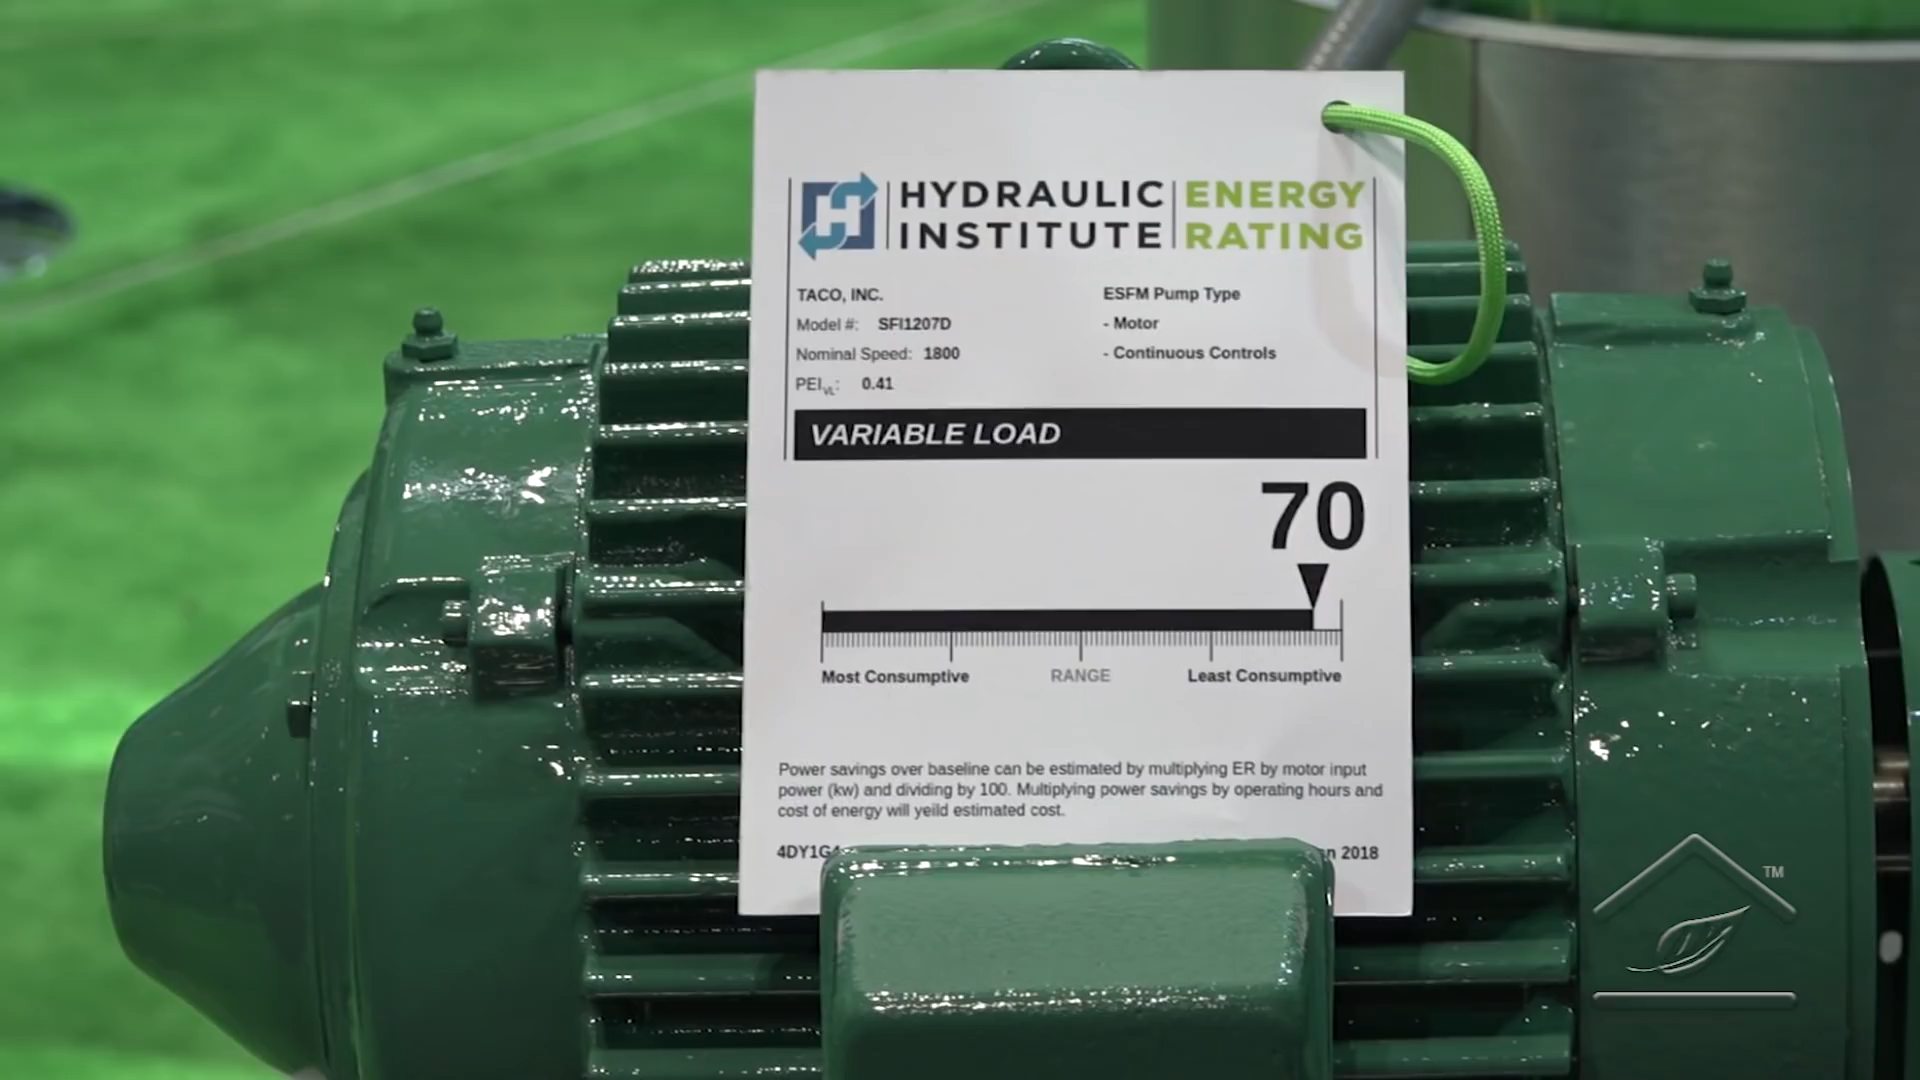 HYDRAULIC INSTITUTE
ENERGY RATING
TACO, INC.
Model #: SFI1207D
Nominal Speed: 1800
PEIVL: 0.41
ESFM Pump Type
- Motor
- Continuous Controls
VARIABLE LOAD
70
Most Consumptive RANGE Least Consumptive
Power savings over baseline can be estimated by multiplying ER by motor input
power (kw) and dividing by 100. Multiplying power savings by operating hours and
cost of energy will yeild estimated cost.
2018
TM